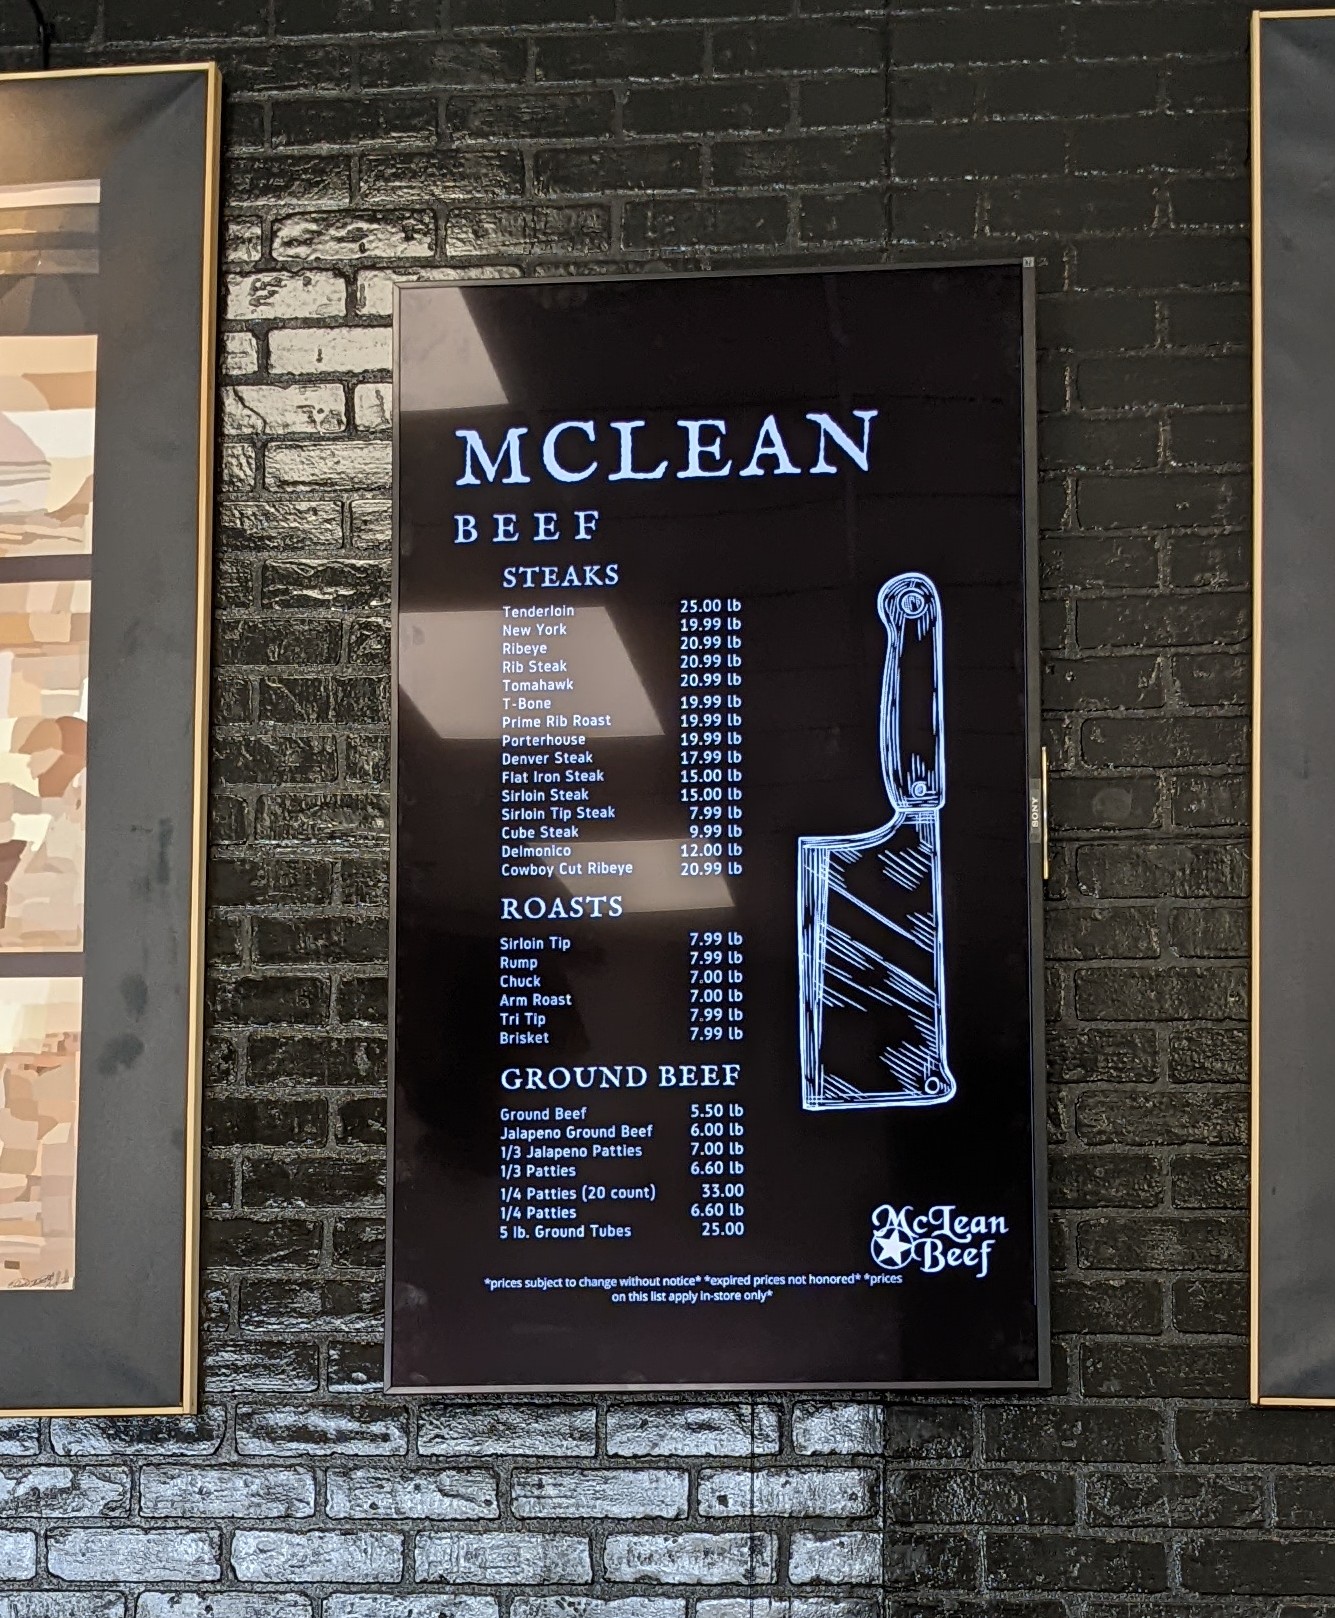 MCLEAN
BEEF
STEAKS
Tenderloin 25.00 lb
New York 19.99 lb
Ribeye 20.99 lb
Rib Steak 20.99 lb
Tomahawk 20.99 lb
T-Bone 19.99 lb
Prime Rib Roast 19.99 lb
Porterhouse 19.99 lb
Denver Steak 17.99 lb
Flat Iron Steak 15.00 lb
Sirloin Steak 15.00 lb
Sirloin Tip Steak 7.99 lb
Cube Steak 9.99 lb
Delmonico 12.00 lb
Cowboy Cut Ribeye 20.99 lb
ROASTS
Sirloin Tip 7.99 lb
Rump 7.99 lb
Chuck 7.00 lb
Arm Roast 7.00 lb
Tri Tip 7.99 lb
Brisket 7.99 lb
GROUND BEEF
Ground Beef 5.50 lb
Jalapeno Ground Beef 6.00 lb
1/3 Jalapeno Patties 7.00 lb
1/3 Patties 6.60 lb
1/4 Patties (20 count) 33.00
1/4 Patties 6.60 lb
5 lb. Ground Tubes 25.00
McLean
Beef
*prices subject to change without notice* *expired prices not honored* *prices
on this list apply in-store only*
SONY